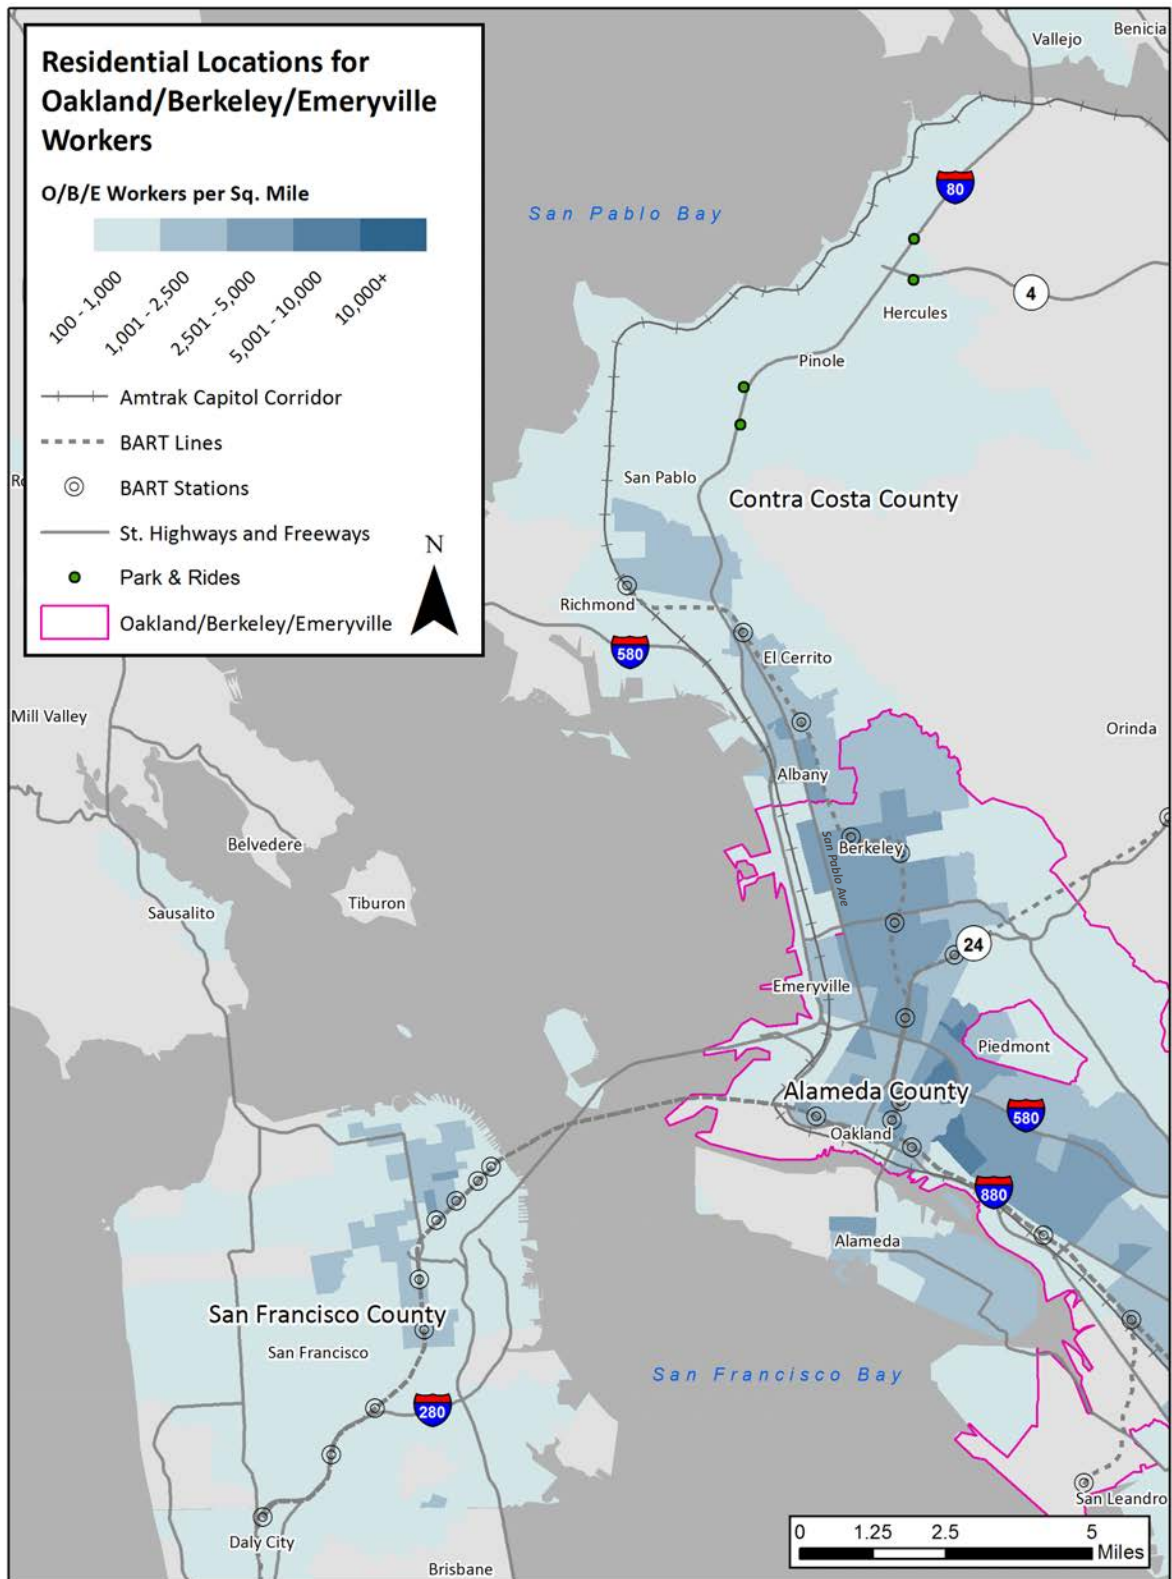 Residential Locations for
Oakland/Berkeley/Emeryville
Workers
O/B/E Workers per Sq. Mile
100 - 1,000
1,001 - 2,500
2,501 - 5,000
5,001 - 10,000
10,000+
Amtrak Capitol Corridor
BART Lines
BART Stations
St. Highways and Freeways
Park & Rides
Oakland/Berkeley/Emeryville
N
Benicia
Vallejo
80
San Pablo Bay
4
Hercules
Pinole
San Pablo
Contra Costa County
Richmond
580
El Cerrito
Mill Valley
Orinda
Albany
San Pablo Ave
Berkeley
Belvedere
Tiburon
Sausalito
24
Emeryville
Piedmont
Alameda County
580
Oakland
880
Alameda
San Francisco County
San Francisco
San Francisco Bay
280
San Leandro
Daly City
Brisbane
0 1.25 2.5 5
Miles